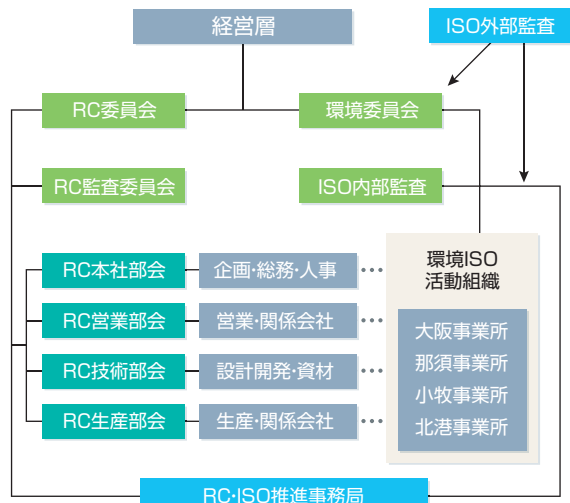 経営層
ISO外部監査
RC委員会
環境委員会
RC監査委員会
ISO内部監査
RC本社部会
企画・総務・人事
RC営業部会
営業・関係会社
RC技術部会
設計開発・資材
RC生産部会
生産・関係会社
環境ISO
活動組織
大阪事業所
那須事業所
小牧事業所
北港事業所
RC・ISO推進事務局